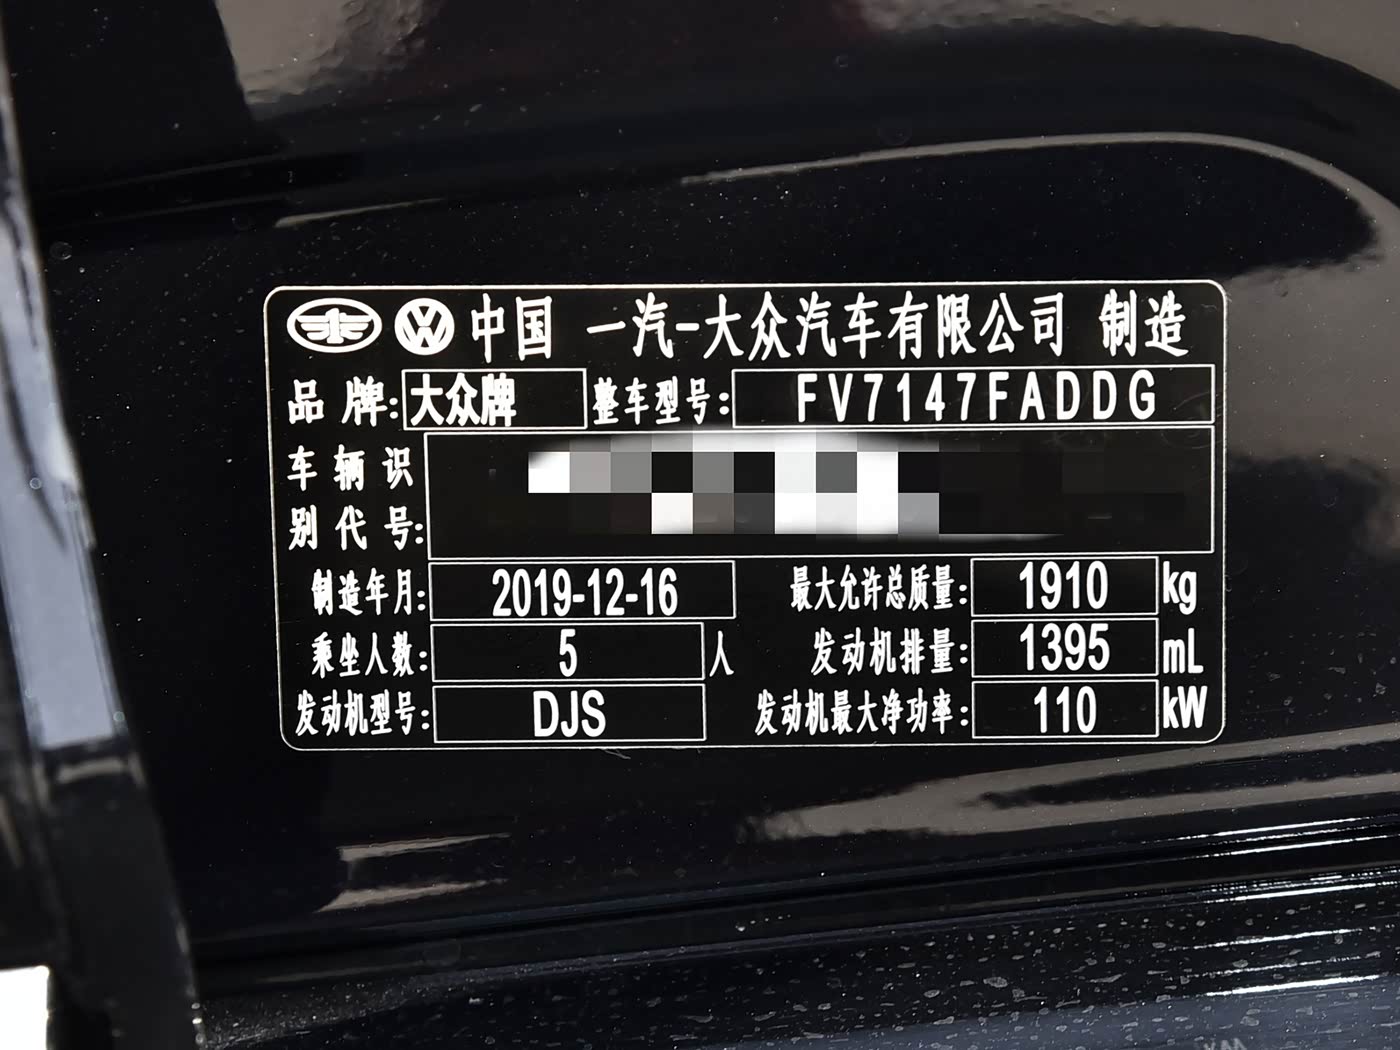 中国 一汽-大众汽车有限公司 制造
品牌:大众牌 整车型号: FV7147FADDG
车辆识
别代号:
制造年月: 2019-12-16 最大允许总质量: 1910 kg
乘坐人数: 5 人 发动机排量: 1395 mL
发动机型号: DJS 发动机最大净功率: 110 kW